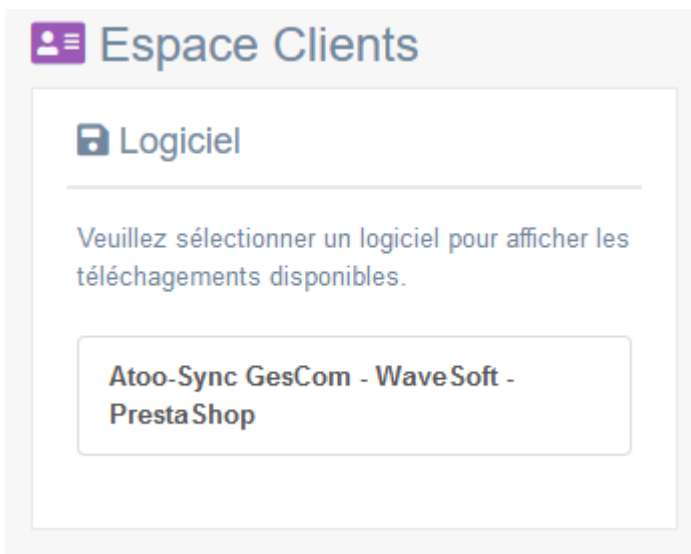 Espace Clients
Logiciel
Veuillez sélectionner un logiciel pour afficher les
téléchagements disponibles.
Atoo-Sync GesCom - WaveSoft -
PrestaShop